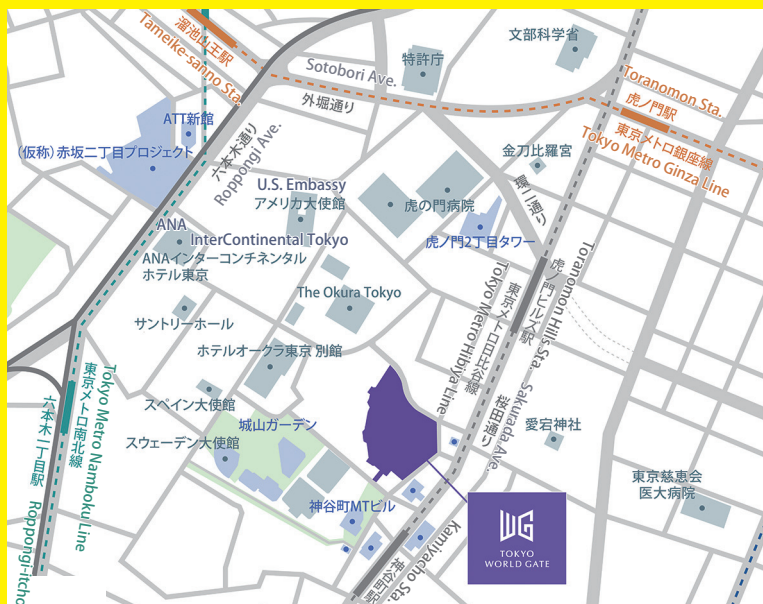 溜池山王駅
Tameike-sanno Sta.
特許庁
文部科学省
Sotobori Ave.
外堀通り
Toranomon Sta.
虎ノ門駅
東京メトロ銀座線
Tokyo Metro Ginza Line
ATT新館
(仮称)赤坂二丁目プロジェクト
六本木通り
Roppongi Ave.
金刀比羅宮
U.S. Embassy
アメリカ大使館
虎の門病院
環二通り
虎ノ門2丁目タワー
ANA
InterContinental Tokyo
ANAインターコンチネンタル
ホテル東京
The Okura Tokyo
サントリーホール
ホテルオークラ東京 別館
Tokyo Metro Hibiya Line
東京メトロ日比谷線
虎ノ門ヒルズ駅
Toranomon Hills Sta.
桜田通り
Sakurada Ave.
スペイン大使館
城山ガーデン
スウェーデン大使館
愛宕神社
東京慈恵会
医大病院
Tokyo Metro Namboku Line
東京メトロ南北線
六本木一丁目駅
Roppongi-itcho
神谷町MTビル
WG
TOKYO
WORLD GATE
Kamiyacho Sta.
神谷町駅